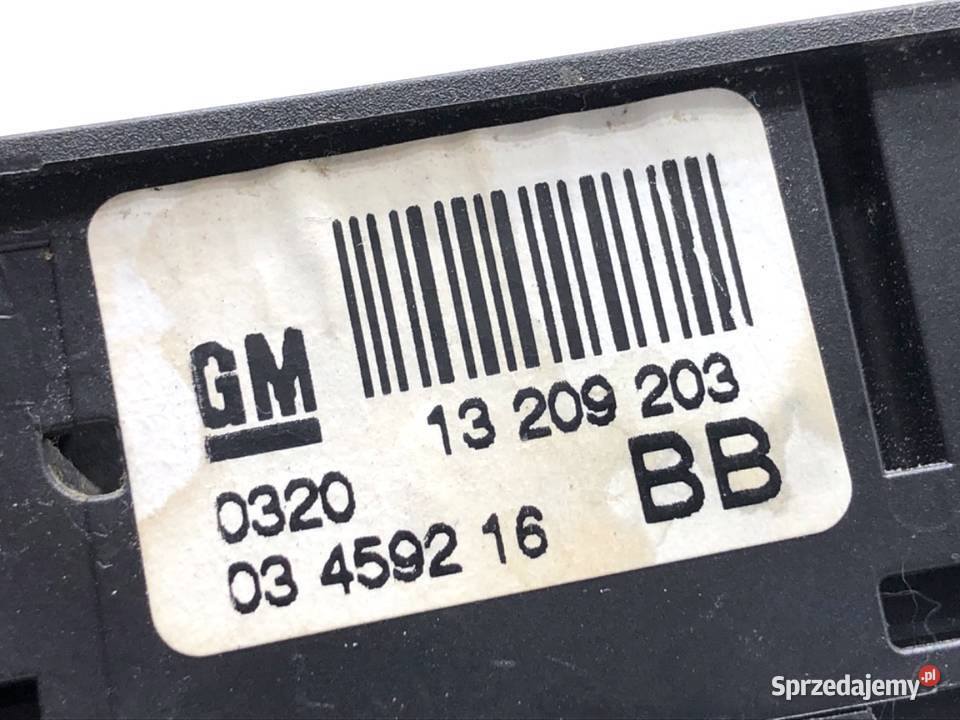 GM
13 209 203
BB
0320
03 4592 16
Sprzedajemy.pl